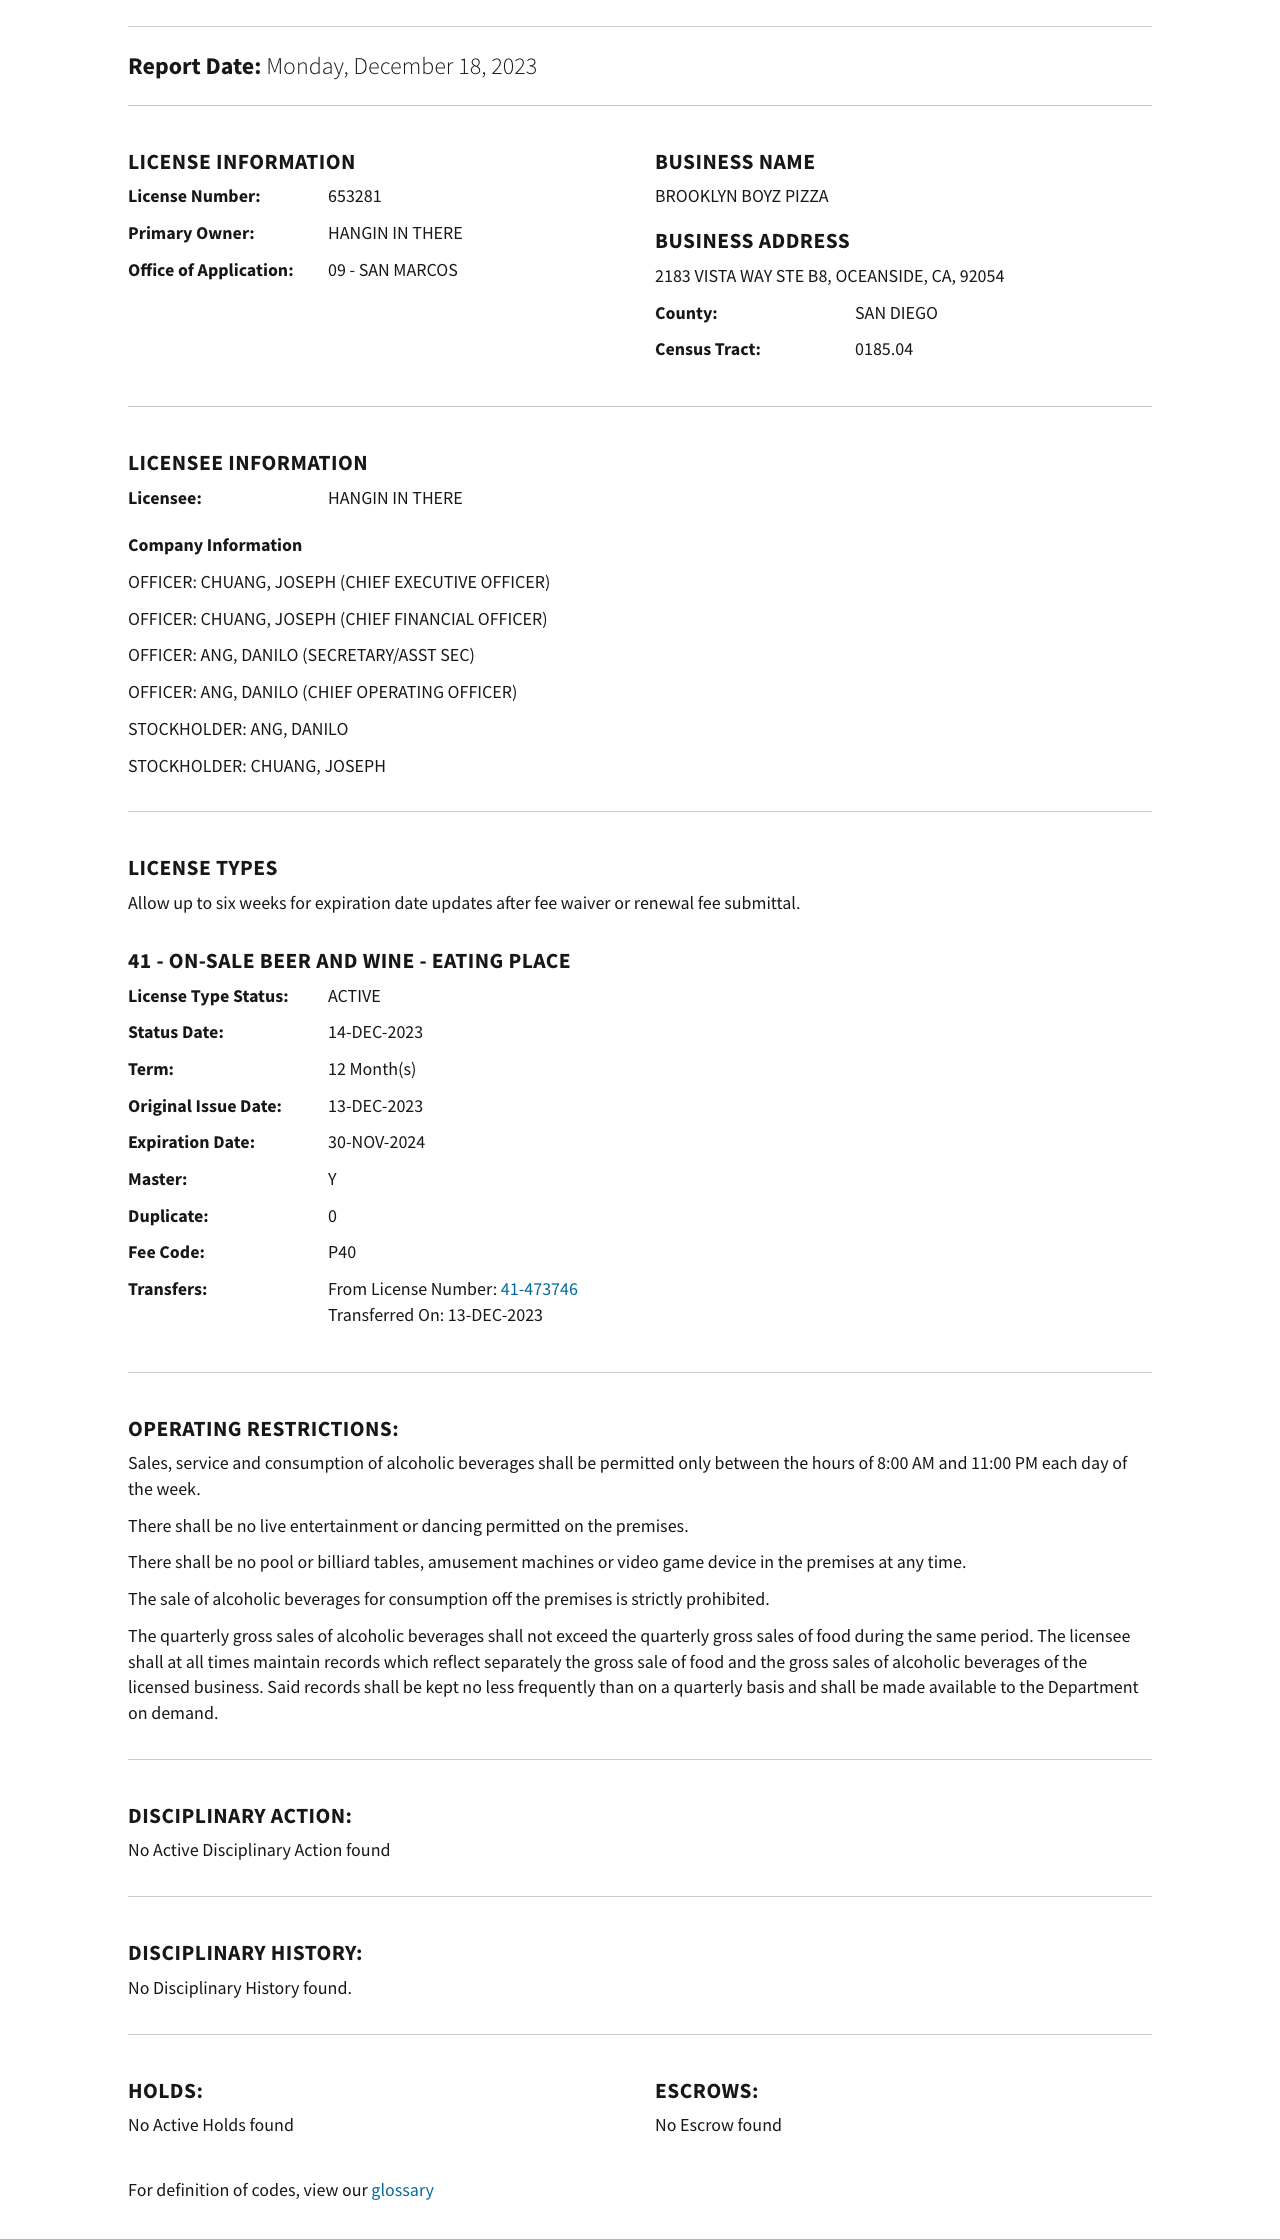 Report Date: Monday, December 18, 2023
LICENSE INFORMATION
License Number: 653281
Primary Owner: HANGIN IN THERE
Office of Application: 09 - SAN MARCOS
BUSINESS NAME
BROOKLYN BOYZ PIZZA
BUSINESS ADDRESS
2183 VISTA WAY STE B8, OCEANSIDE, CA, 92054
County: SAN DIEGO
Census Tract: 0185.04
LICENSEE INFORMATION
Licensee: HANGIN IN THERE
Company Information
OFFICER: CHUANG, JOSEPH (CHIEF EXECUTIVE OFFICER)
OFFICER: CHUANG, JOSEPH (CHIEF FINANCIAL OFFICER)
OFFICER: ANG, DANILO (SECRETARY/ASST SEC)
OFFICER: ANG, DANILO (CHIEF OPERATING OFFICER)
STOCKHOLDER: ANG, DANILO
STOCKHOLDER: CHUANG, JOSEPH
LICENSE TYPES
Allow up to six weeks for expiration date updates after fee waiver or renewal fee submittal.
41 - ON-SALE BEER AND WINE - EATING PLACE
License Type Status: ACTIVE
Status Date: 14-DEC-2023
Term: 12 Month(s)
Original Issue Date: 13-DEC-2023
Expiration Date: 30-NOV-2024
Master: Y
Duplicate: 0
Fee Code: P40
Transfers: From License Number: 41-473746
Transferred On: 13-DEC-2023
OPERATING RESTRICTIONS:
Sales, service and consumption of alcoholic beverages shall be permitted only between the hours of 8:00 AM and 11:00 PM each day of
the week.
There shall be no live entertainment or dancing permitted on the premises.
There shall be no pool or billiard tables, amusement machines or video game device in the premises at any time.
The sale of alcoholic beverages for consumption off the premises is strictly prohibited.
The quarterly gross sales of alcoholic beverages shall not exceed the quarterly gross sales of food during the same period. The licensee
shall at all times maintain records which reflect separately the gross sale of food and the gross sales of alcoholic beverages of the
licensed business. Said records shall be kept no less frequently than on a quarterly basis and shall be made available to the Department
on demand.
DISCIPLINARY ACTION:
No Active Disciplinary Action found
DISCIPLINARY HISTORY:
No Disciplinary History found.
HOLDS:
No Active Holds found
ESCROWS:
No Escrow found
For definition of codes, view our glossary